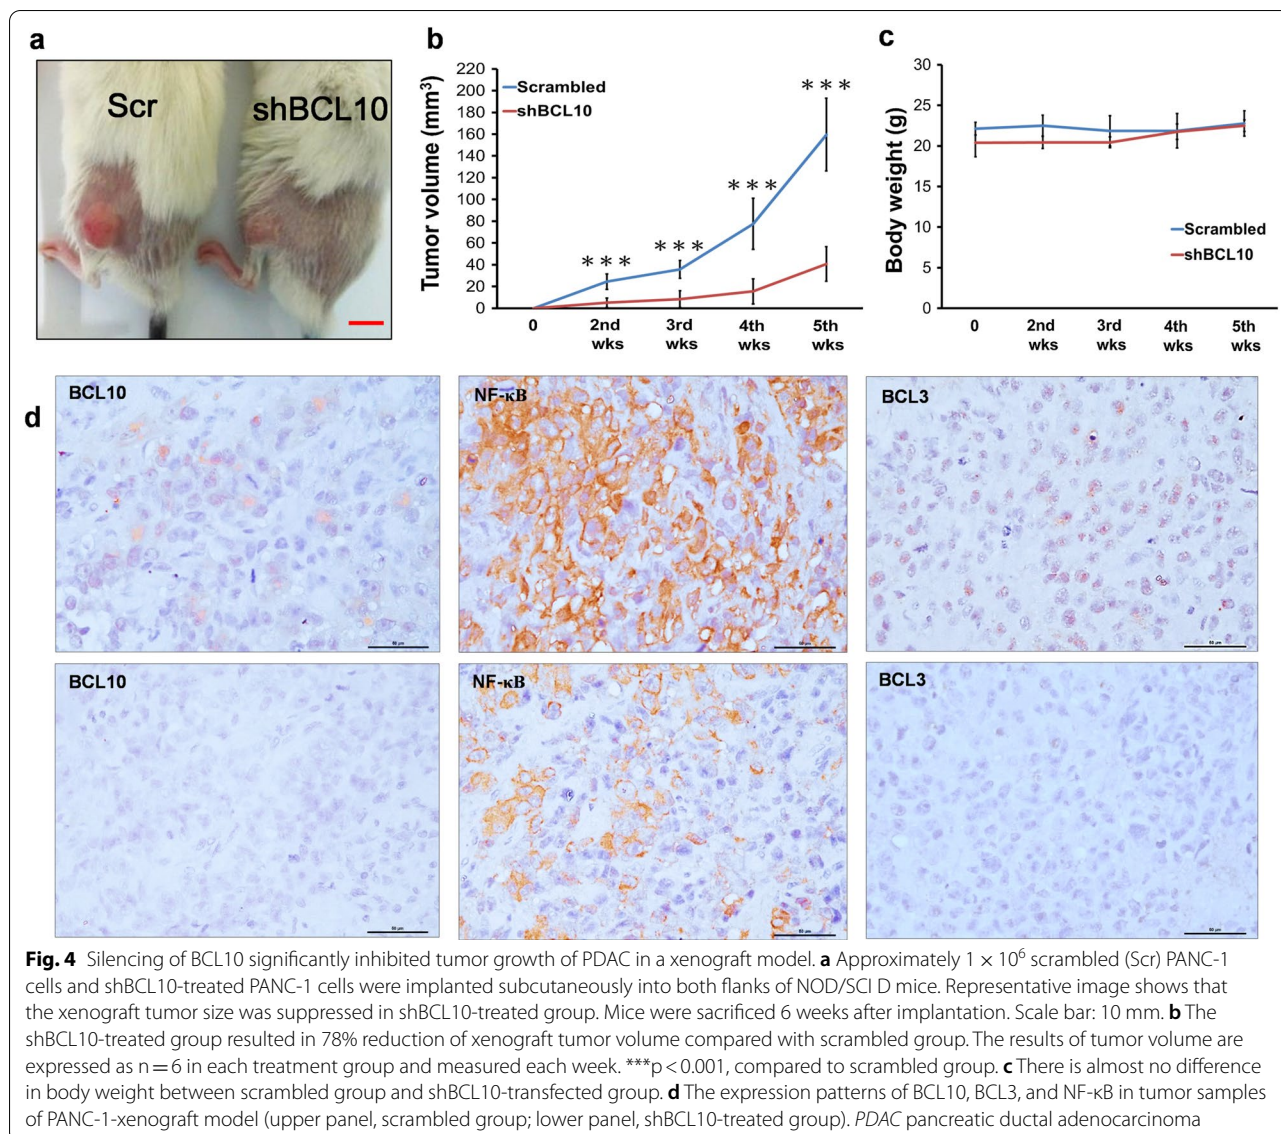 a
Scr
shBCL10
b
Tumor volume (mm³)
220
200
180
160
140
120
100
80
60
40
20
0
Scrambled
shBCL10
***
***
***
***
0
2nd wks
3rd wks
4th wks
5th wks
c
Body weight (g)
30
25
20
15
10
5
0
Scrambled
shBCL10
0
2nd wks
3rd wks
4th wks
5th wks
d
BCL10
NF-κB
BCL3
BCL10
NF-κB
BCL3
Fig. 4 Silencing of BCL10 significantly inhibited tumor growth of PDAC in a xenograft model. a Approximately 1 × 10⁶ scrambled (Scr) PANC-1
cells and shBCL10-treated PANC-1 cells were implanted subcutaneously into both flanks of NOD/SCI D mice. Representative image shows that
the xenograft tumor size was suppressed in shBCL10-treated group. Mice were sacrificed 6 weeks after implantation. Scale bar: 10 mm. b The
shBCL10-treated group resulted in 78% reduction of xenograft tumor volume compared with scrambled group. The results of tumor volume are
expressed as n = 6 in each treatment group and measured each week. ***p < 0.001, compared to scrambled group. c There is almost no difference
in body weight between scrambled group and shBCL10-transfected group. d The expression patterns of BCL10, BCL3, and NF-κB in tumor samples
of PANC-1-xenograft model (upper panel, scrambled group; lower panel, shBCL10-treated group). PDAC pancreatic ductal adenocarcinoma